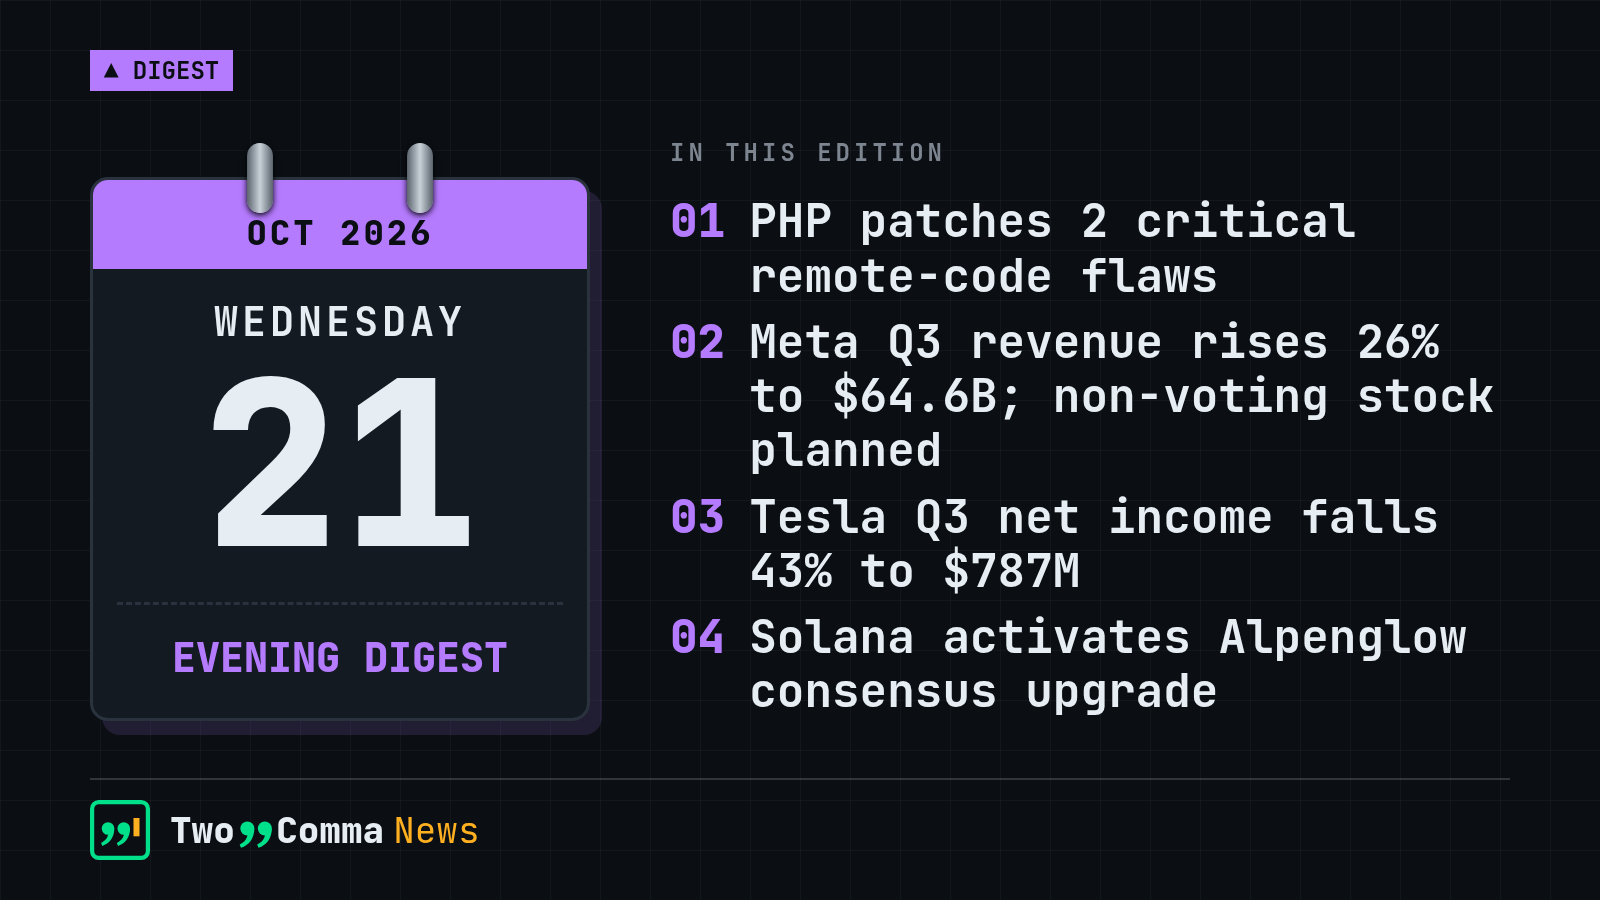 ▲ DIGEST
OCT 2026
WEDNESDAY
21
EVENING DIGEST
IN THIS EDITION
01 PHP patches 2 critical
remote-code flaws
02 Meta Q3 revenue rises 26%
to $64.6B; non-voting stock
planned
03 Tesla Q3 net income falls
43% to $787M
04 Solana activates Alpenglow
consensus upgrade
Two,,Comma News